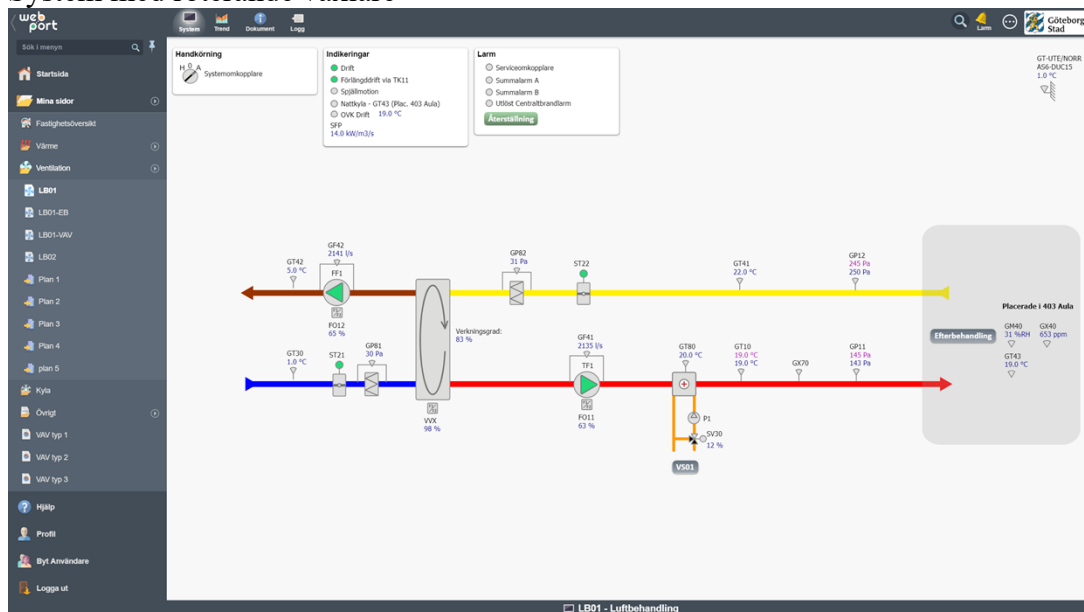 System med roterande växlare
web
port
System
Trend
Dokument
Logg
Larm
Göteborgs
Stad
Sök i menyn
Startsida
Mina sidor
Fastighetsöversikt
Värme
Ventilation
LB01
LB01-EB
LB01-VAV
LB02
Plan 1
Plan 2
Plan 3
Plan 4
plan 5
Kyla
Övrigt
VAV typ 1
VAV typ 2
VAV typ 3
Hjälp
Profil
Byt Användare
Logga ut
Handkörning
H 0 A
Systemomkopplare
Indikeringar
Drift
Förlängddrift via TK11
Spjällmotion
Nattkyla - GT43 (Plac. 403 Aula)
OVK Drift 19.0 °C
SFP
14.0 kW/m3/s
Larm
Serviceomkopplare
Summalarm A
Summalarm B
Utlöst Centraltbrandlarm
Återställning
GT-UTE/NORR
AS6-DUC15
1.0 °C
GT42
5.0 °C
GF42
2141 l/s
FF1
FO12
65 %
GP82
31 Pa
ST22
GT41
22.0 °C
GP12
245 Pa
250 Pa
Verkningsgrad:
83 %
GT30
1.0 °C
ST21
GP81
30 Pa
VVX
98 %
GF41
2135 l/s
TF1
FO11
63 %
GT80
20.0 °C
GT10
19.0 °C
19.0 °C
GX70
GP11
145 Pa
143 Pa
P1
SV30
12 %
VS01
Placerade i 403 Aula
Efterbehandling
GM40
31 %RH
GX40
653 ppm
GT43
19.0 °C
LB01 - Luftbehandling